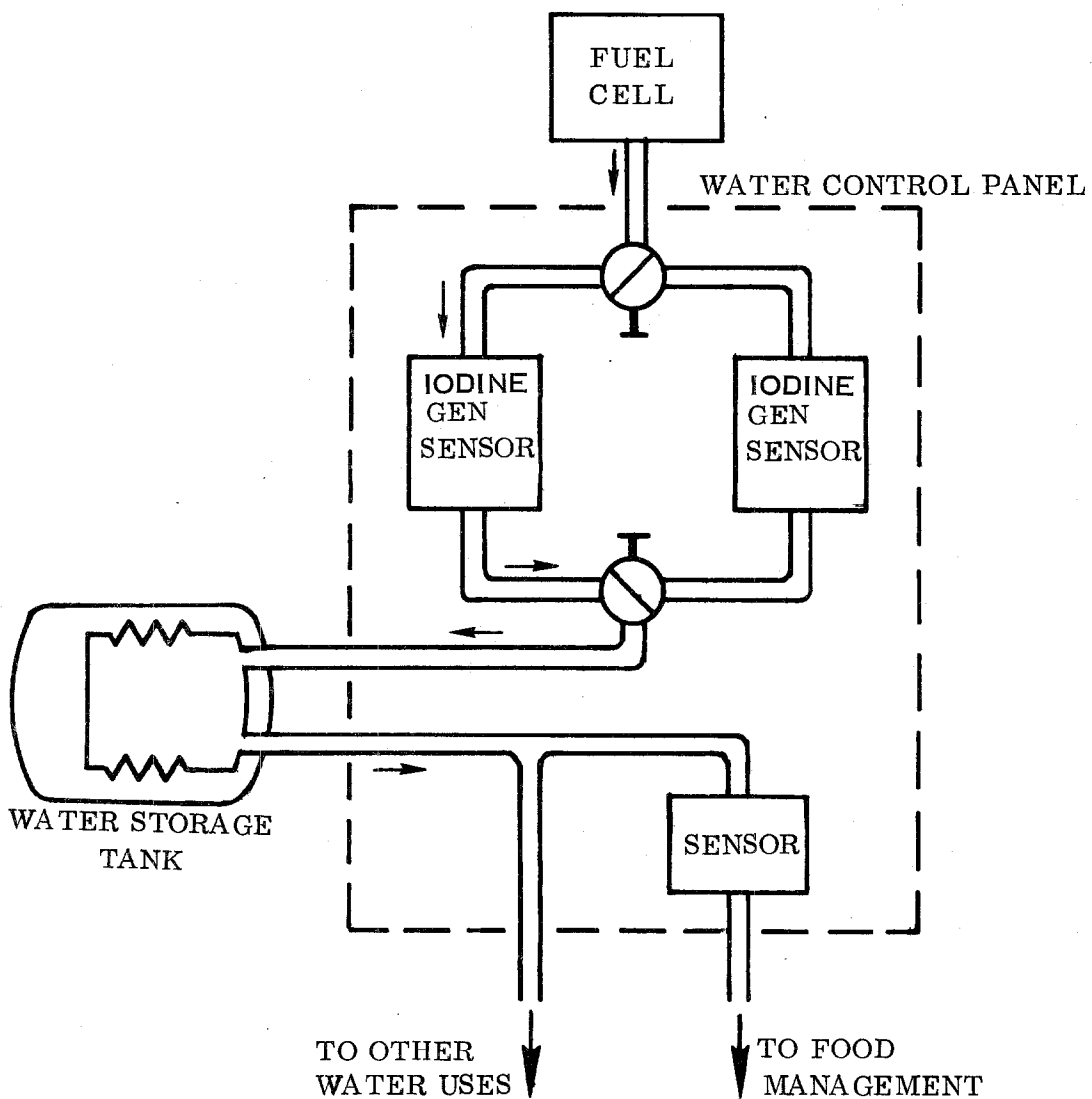 FUEL
CELL
WATER CONTROL PANEL
IODINE
GEN
SENSOR
IODINE
GEN
SENSOR
WATER STORAGE
TANK
SENSOR
TO OTHER
WATER USES
TO FOOD
MANAGEMENT